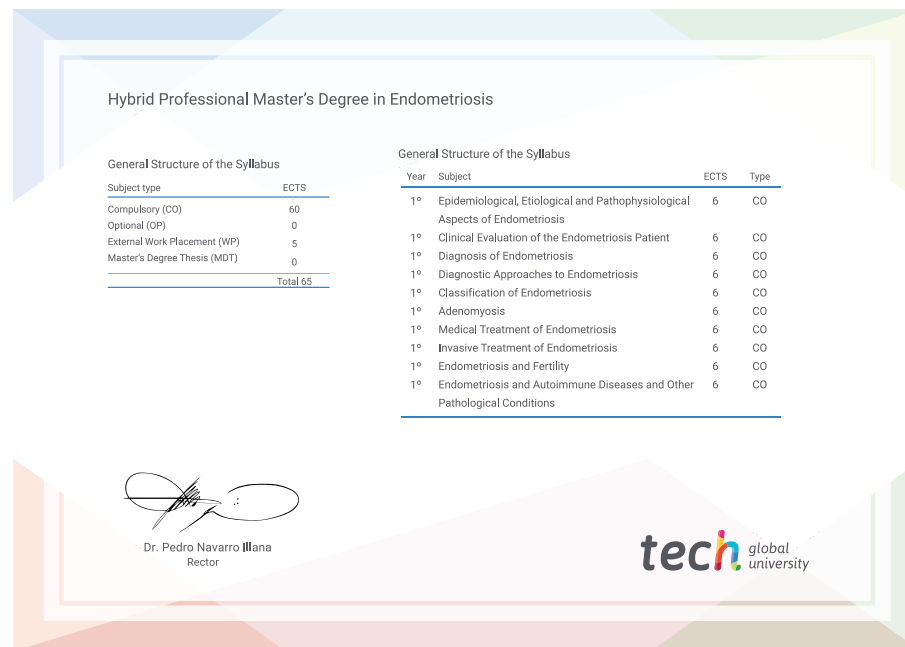 Hybrid Professional Master's Degree in Endometriosis
General Structure of the Syllabus
Subject type ECTS
Compulsory (CO) 60
Optional (OP) 0
External Work Placement (WP) 5
Master's Degree Thesis (MDT) 0
Total 65
General Structure of the Syllabus
Year Subject ECTS Type
1º Epidemiological, Etiological and Pathophysiological 6 CO
Aspects of Endometriosis
1º Clinical Evaluation of the Endometriosis Patient 6 CO
1º Diagnosis of Endometriosis 6 CO
1º Diagnostic Approaches to Endometriosis 6 CO
1º Classification of Endometriosis 6 CO
1º Adenomyosis 6 CO
1º Medical Treatment of Endometriosis 6 CO
1º Invasive Treatment of Endometriosis 6 CO
1º Endometriosis and Fertility 6 CO
1º Endometriosis and Autoimmune Diseases and Other 6 CO
Pathological Conditions
Dr. Pedro Navarro Illana
Rector
tech global
university